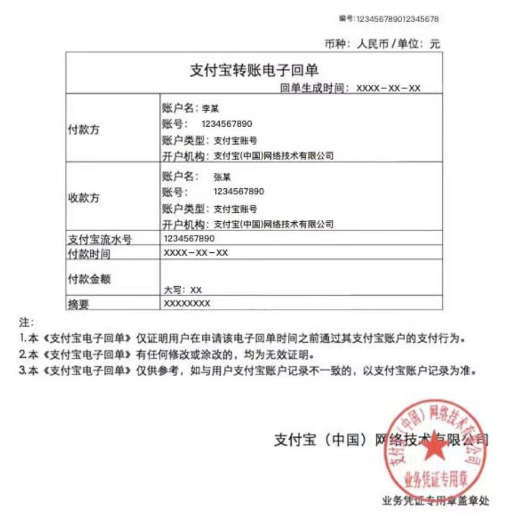 编号:123456789012345678
币种：人民币/单位：元
支付宝转账电子回单
回单生成时间：XXXX-XX-XX
付款方
账户名：李某
账号： 1234567890
账户类型：支付宝账号
开户机构：支付宝(中国)网络技术有限公司
收款方
账户名： 张某
账号： 1234567890
账户类型：支付宝账号
开户机构：支付宝(中国)网络技术有限公司
支付宝流水号 1234567890
付款时间 XXXX-XX-XX
付款金额
大写：XX
摘要 XXXXXXXX
注：
1.本《支付宝电子回单》仅证明用户在申请该电子回单时间之前通过其支付宝账户的支付行为。
2.本《支付宝电子回单》有任何修改或涂改的，均为无效证明。
3.本《支付宝电子回单》仅供参考，如与用户支付宝账户记录不一致的，以支付宝账户记录为准。
支付宝（中国）网络技术有限公司
支付宝（中国）网络技术有限公司
业务凭证专用章
业务凭证专用章盖章处